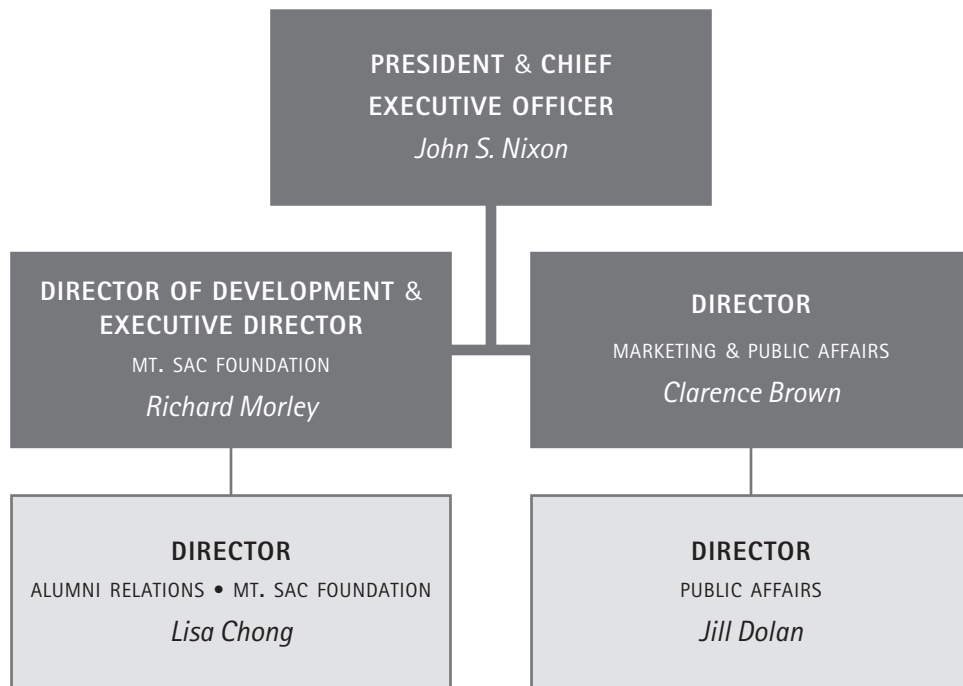 PRESIDENT & CHIEF
EXECUTIVE OFFICER
John S. Nixon
DIRECTOR OF DEVELOPMENT &
EXECUTIVE DIRECTOR
MT. SAC FOUNDATION
Richard Morley
DIRECTOR
MARKETING & PUBLIC AFFAIRS
Clarence Brown
DIRECTOR
ALUMNI RELATIONS • MT. SAC FOUNDATION
Lisa Chong
DIRECTOR
PUBLIC AFFAIRS
Jill Dolan